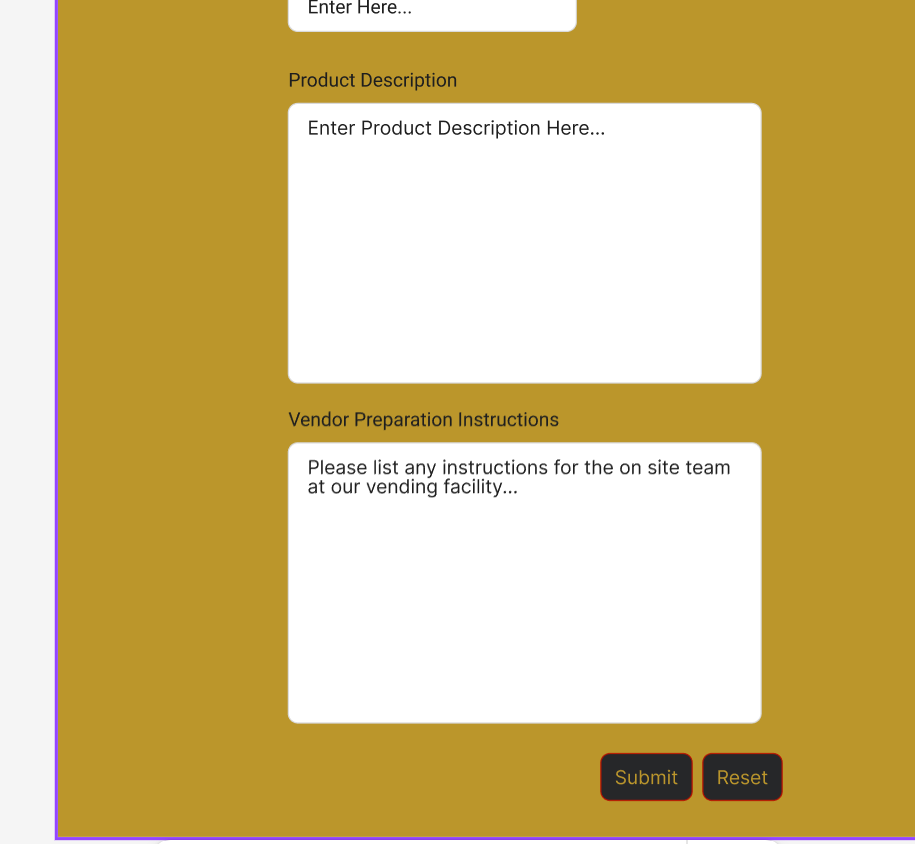 Enter Here...
Product Description
Enter Product Description Here...
Vendor Preparation Instructions
Please list any instructions for the on site team
at our vending facility...
Submit
Reset